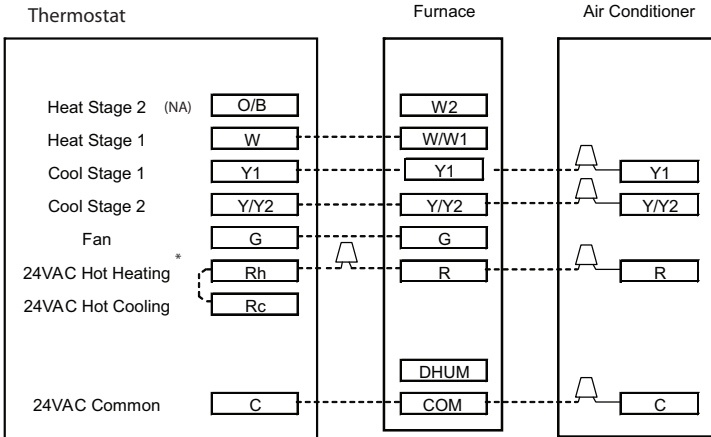 Thermostat Furnace Air Conditioner
Heat Stage 2 (NA) O/B W2
Heat Stage 1 W W/W1
Cool Stage 1 Y1 Y1 Y1
Cool Stage 2 Y/Y2 Y/Y2 Y/Y2
Fan G G
24VAC Hot Heating * Rh R R
24VAC Hot Cooling Rc
DHUM
24VAC Common C COM C